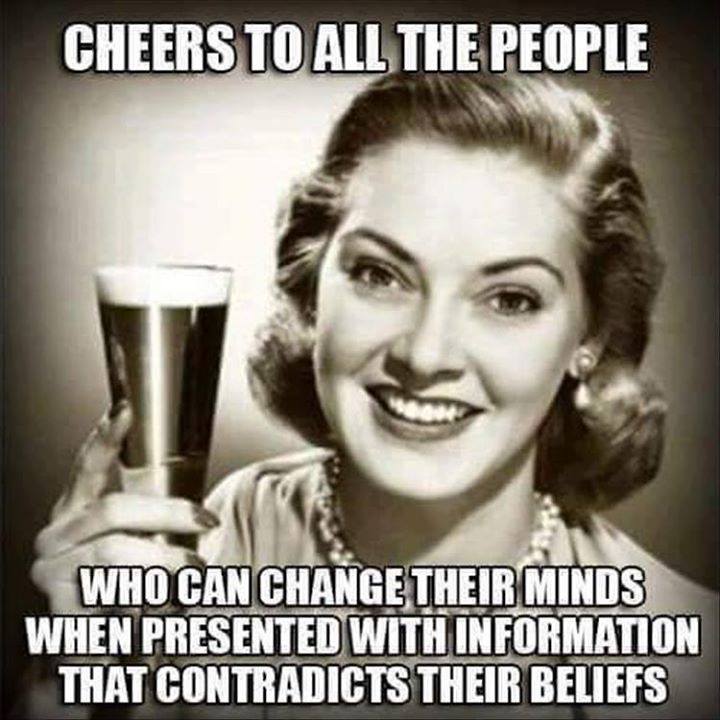 CHEERS TO ALL THE PEOPLE
WHO CAN CHANGE THEIR MINDS
WHEN PRESENTED WITH INFORMATION
THAT CONTRADICTS THEIR BELIEFS